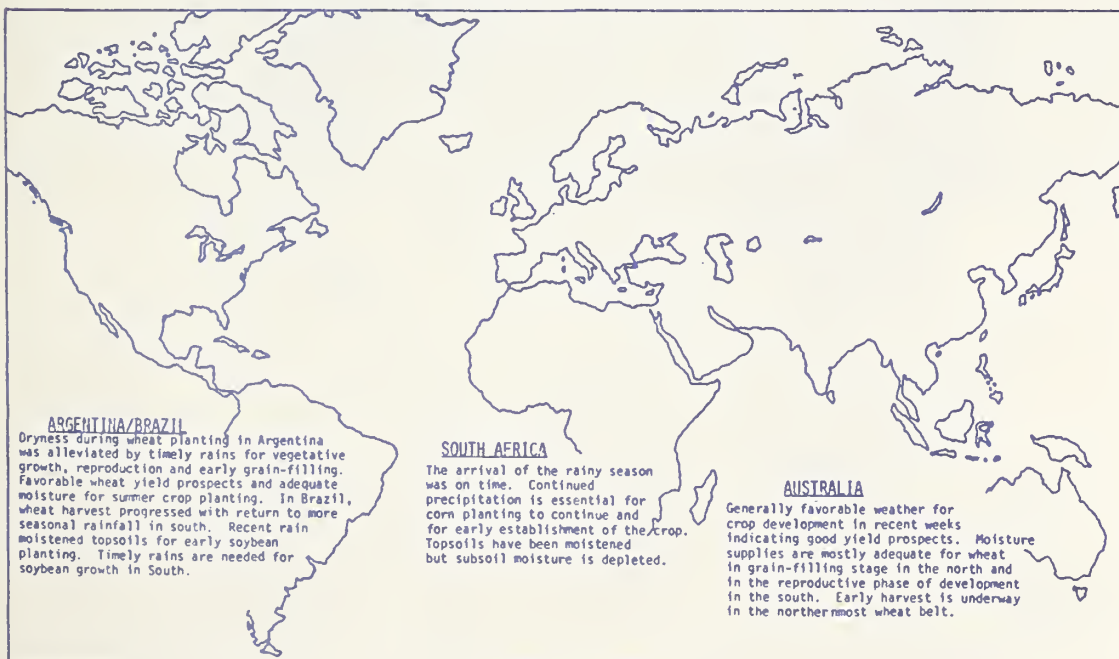 ARGENTINA/BRAZIL
Dryness during wheat planting in Argentina
was alleviated by timely rains for vegetative
growth, reproduction and early grain-filling.
Favorable wheat yield prospects and adequate
moisture for summer crop planting. In Brazil,
wheat harvest progressed with return to more
seasonal rainfall in south. Recent rain
moistened topsoils for early soybean
planting. Timely rains are needed for
soybean growth in South.
SOUTH AFRICA
The arrival of the rainy season
was on time. Continued
precipitation is essential for
corn planting to continue and
for early establishment of the crop.
Topsoils have been moistened
but subsoil moisture is depleted.
AUSTRALIA
Generally favorable weather for
crop development in recent weeks
indicating good yield prospects. Moisture
supplies are mostly adequate for wheat
in grain-filling stage in the north and
in the reproductive phase of development
in the south. Early harvest is underway
in the northernmost wheat belt.